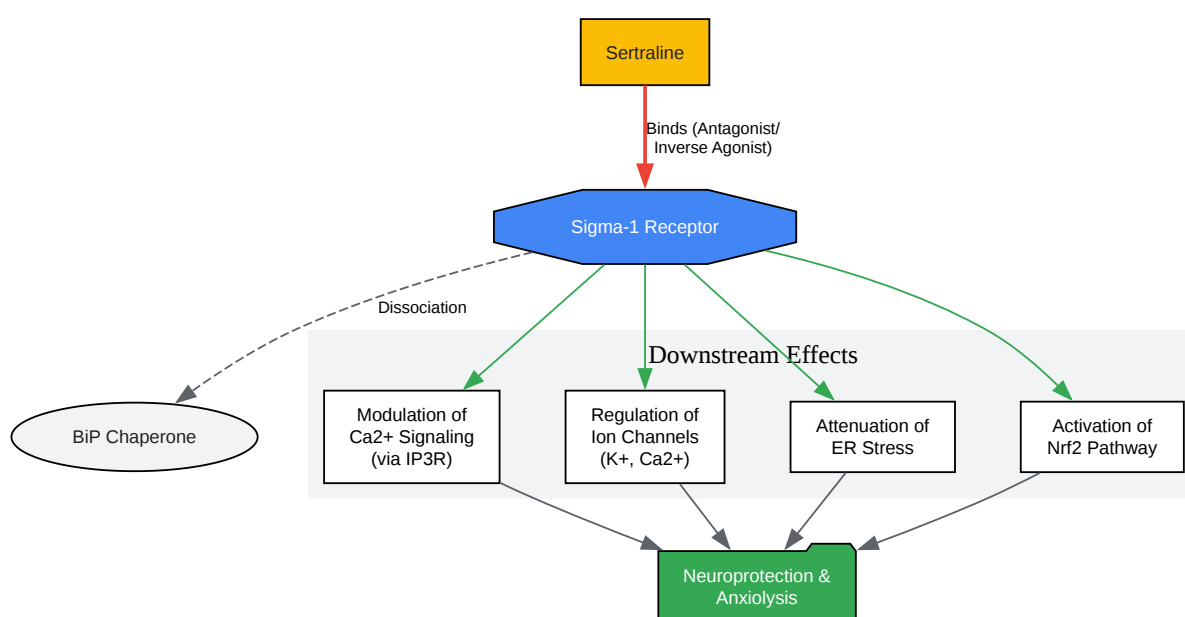 Sertraline
Binds (Antagonist/
Inverse Agonist)
Sigma-1 Receptor
Dissociation
Downstream Effects
BiP Chaperone
Modulation of
Ca2+ Signaling
(via IP3R)
Regulation of
Ion Channels
(K+, Ca2+)
Attenuation of
ER Stress
Activation of
Nrf2 Pathway
Neuroprotection &
Anxiolysis